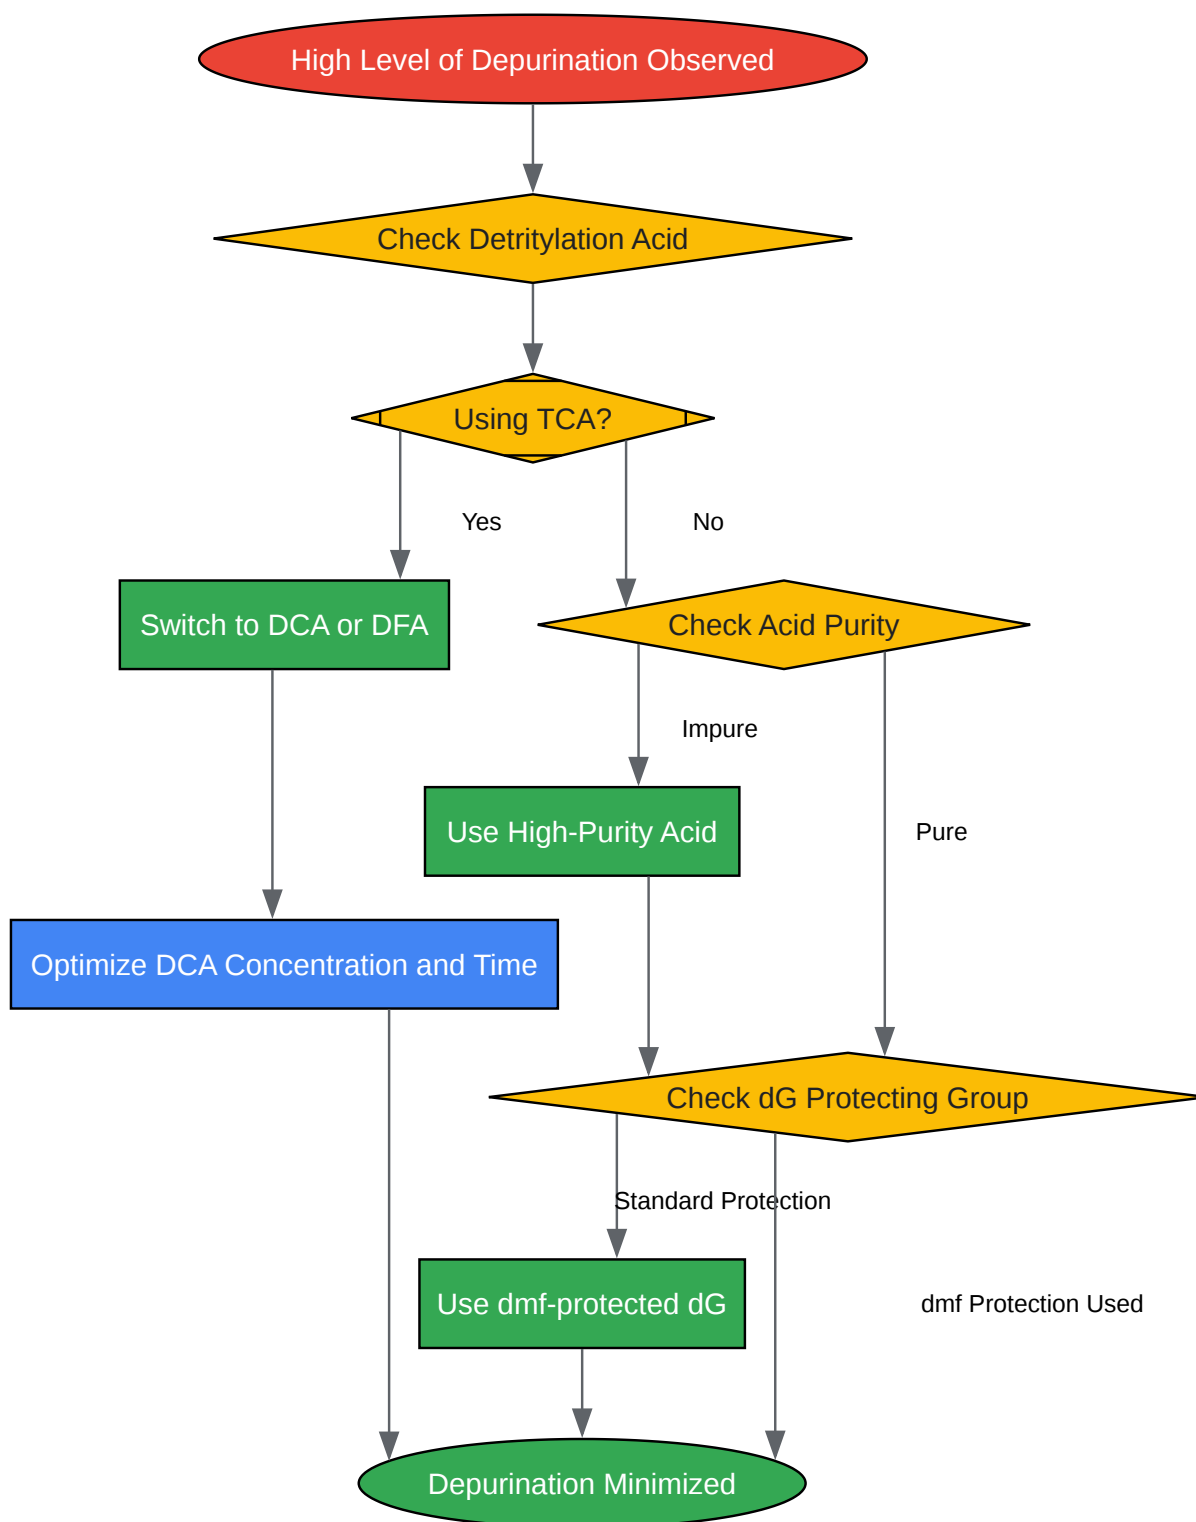 High Level of Depurination Observed
Check Detritylation Acid
Using TCA?
Yes
No
Switch to DCA or DFA
Check Acid Purity
Impure
Use High-Purity Acid
Pure
Optimize DCA Concentration and Time
Check dG Protecting Group
Standard Protection
Use dmf-protected dG
dmf Protection Used
Depurination Minimized